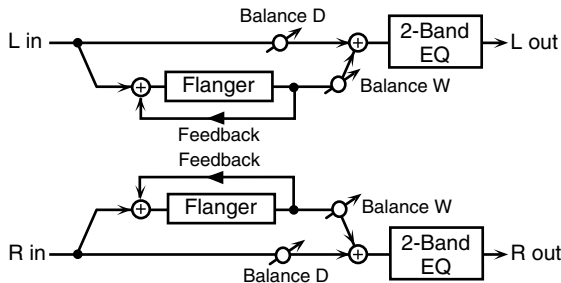 Balance D
L in
2-Band
EQ
L out
Flanger
Balance W
Feedback
Feedback
Flanger
Balance W
R in
2-Band
EQ
R out
Balance D